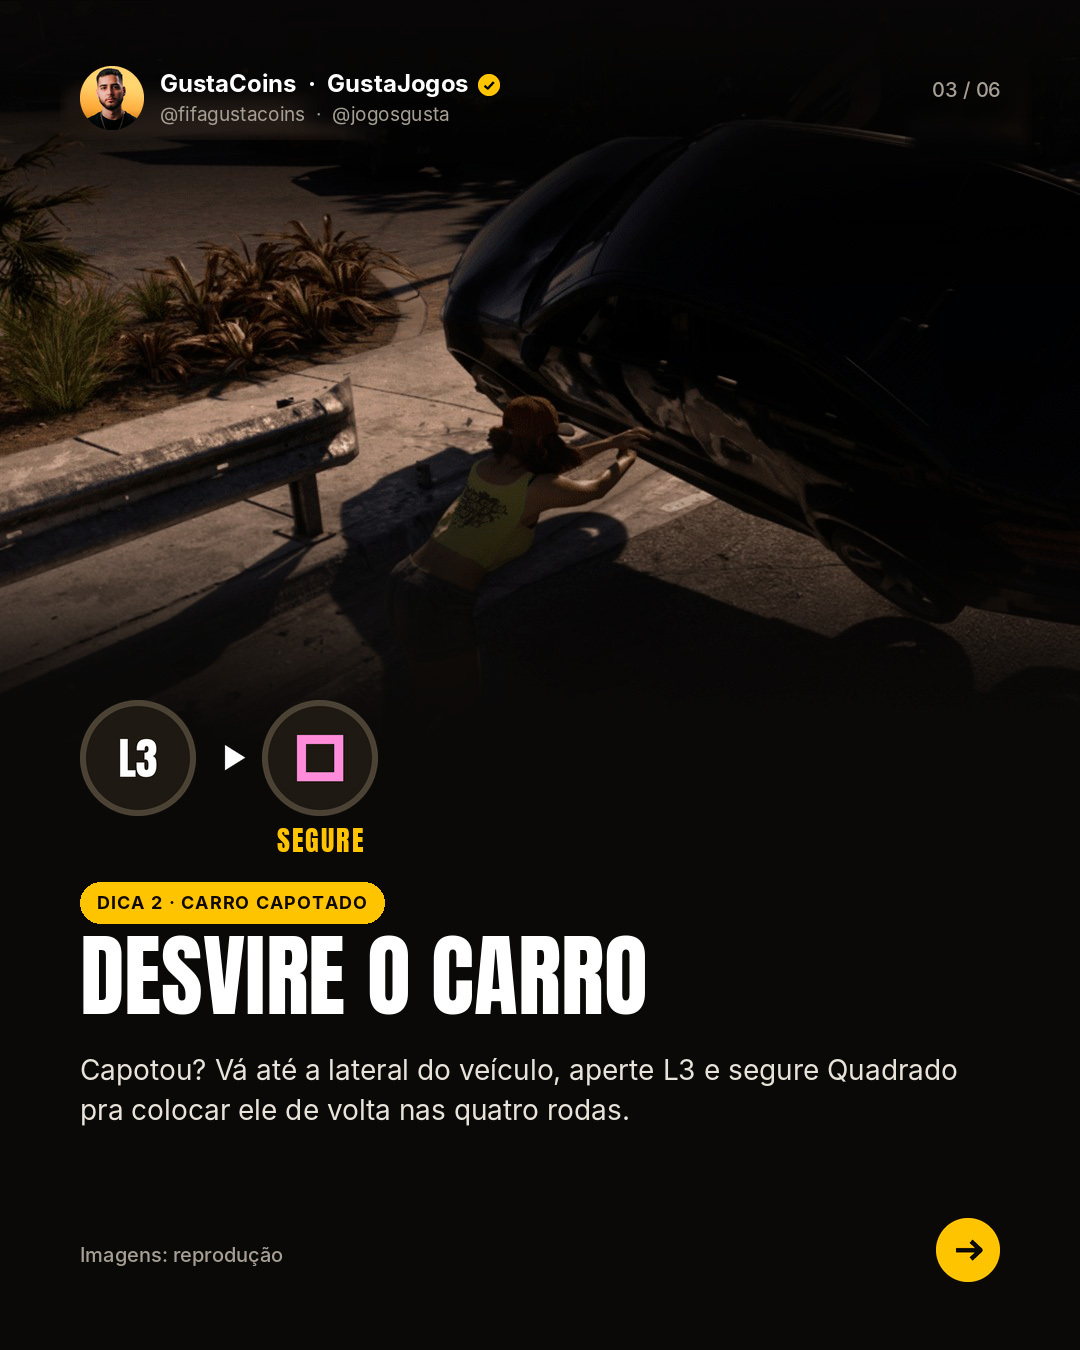 GustaCoins · GustaJogos
@fifagustacoins · @jogosgusta
03 / 06
L3
SEGURE
DICA 2 · CARRO CAPOTADO
DESVIRE O CARRO
Capotou? Vá até a lateral do veículo, aperte L3 e segure Quadrado
pra colocar ele de volta nas quatro rodas.
Imagens: reprodução